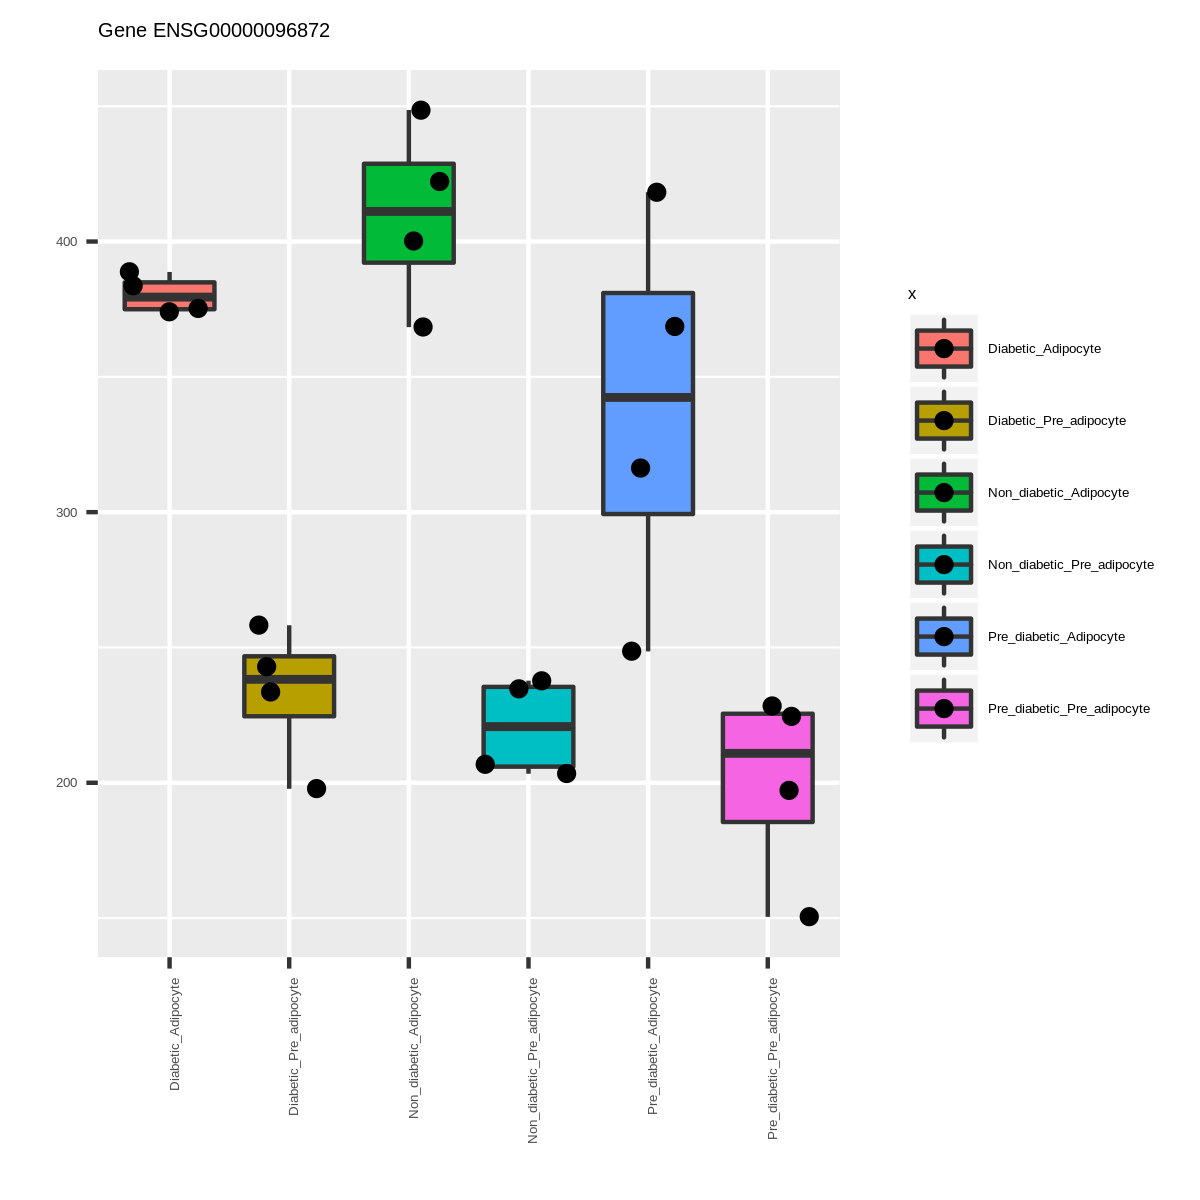 Gene ENSG00000096872
400
300
200
Diabetic_Adipocyte
Diabetic_Pre_adipocyte
Non_diabetic_Adipocyte
Non_diabetic_Pre_adipocyte
Pre_diabetic_Adipocyte
Pre_diabetic_Pre_adipocyte
x
Diabetic_Adipocyte
Diabetic_Pre_adipocyte
Non_diabetic_Adipocyte
Non_diabetic_Pre_adipocyte
Pre_diabetic_Adipocyte
Pre_diabetic_Pre_adipocyte